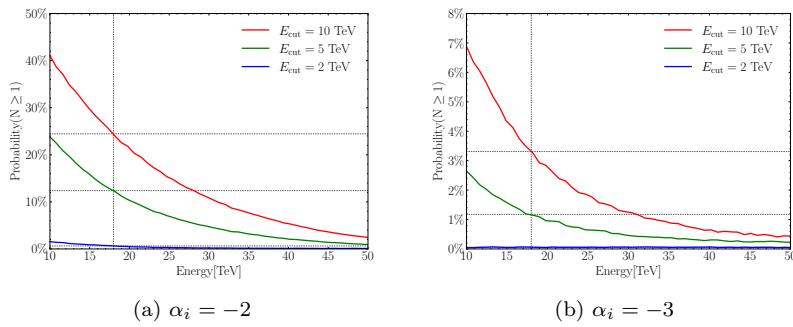 50%
40%
30%
20%
10%
0%
Probability(N ≥ 1)
E_cut = 10 TeV
E_cut = 5 TeV
E_cut = 2 TeV
10 15 20 25 30 35 40 45 50
Energy[TeV]
(a) α_i = −2
8%
7%
6%
5%
4%
3%
2%
1%
0%
Probability(N ≥ 1)
E_cut = 10 TeV
E_cut = 5 TeV
E_cut = 2 TeV
10 15 20 25 30 35 40 45 50
Energy[TeV]
(b) α_i = −3